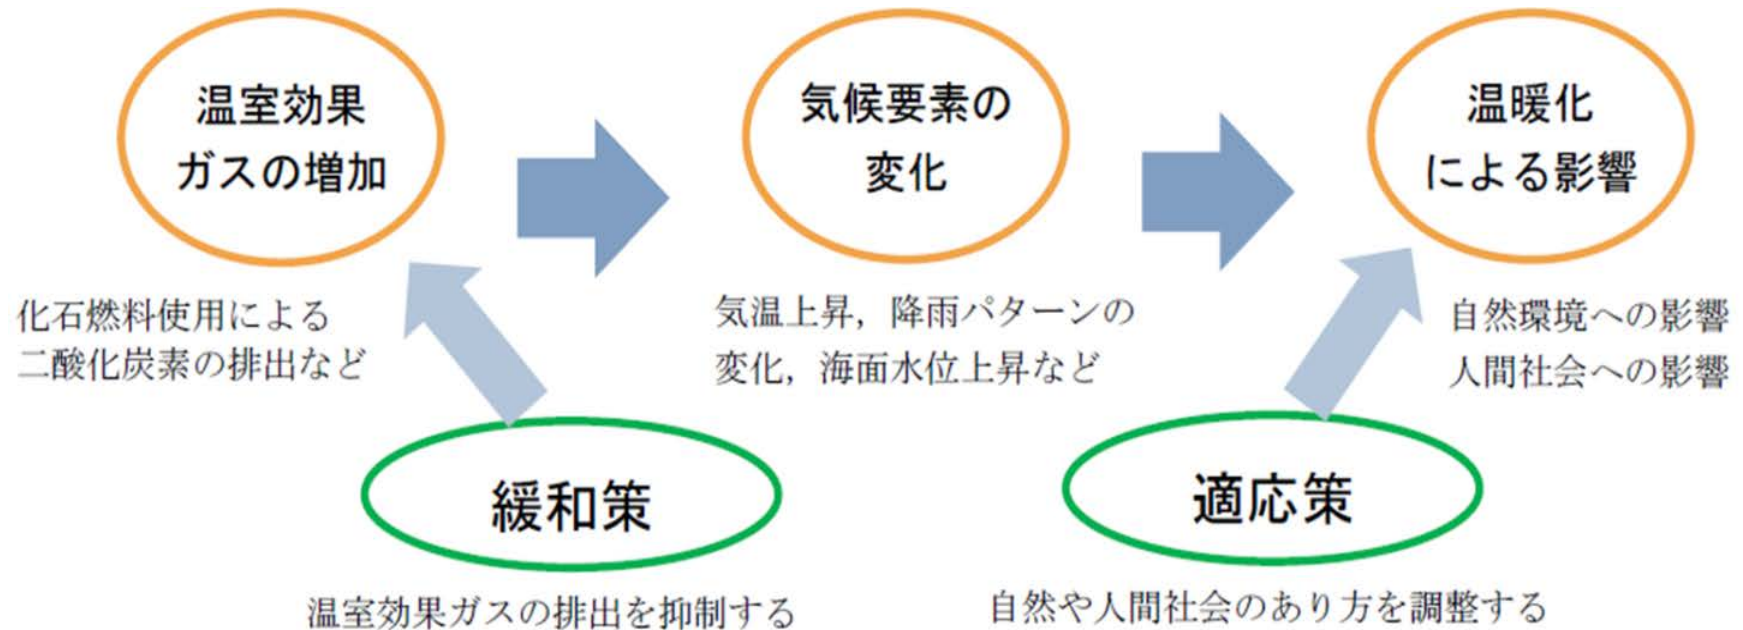 温室効果
ガスの増加
気候要素の
変化
温暖化
による影響
化石燃料使用による
二酸化炭素の排出など
気温上昇，降雨パターンの
変化，海面水位上昇など
自然環境への影響
人間社会への影響
緩和策
適応策
温室効果ガスの排出を抑制する
自然や人間社会のあり方を調整する